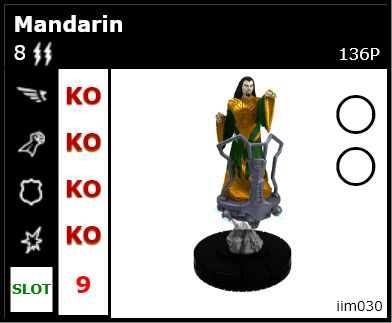 Mandarin
8 136P
KO
KO
KO
KO
SLOT 9
iim030